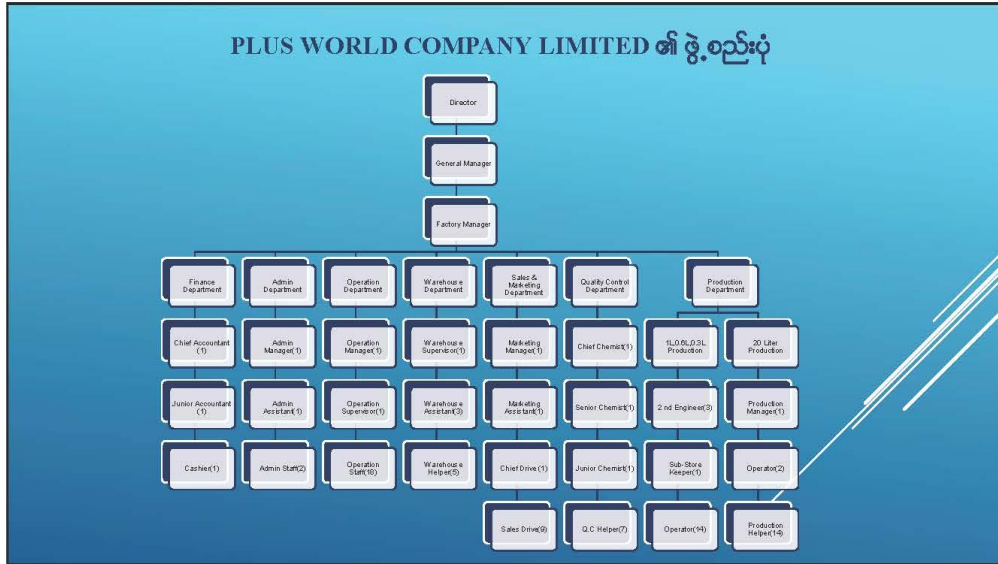 PLUS WORLD COMPANY LIMITED ၏ ဖွဲ့စည်းပုံ
Director
General Manager
Factory Manager
Finance
Department
Admin
Department
Operation
Department
Warehouse
Department
Sales &
Marketing
Department
Quality Control
Department
Production
Department
Chief Accountant
(1)
Admin
Manager(1)
Operation
Manager(1)
Warehouse
Supervisor(1)
Marketing
Manager(1)
Chief Chemist(1)
1L,0.6L,0.3L
Production
20 Liter
Production
Junior Accountant
(1)
Admin
Assistant(1)
Operation
Supervisor(1)
Warehouse
Assistant(3)
Marketing
Assistant(1)
Senior Chemist(1)
2 nd Engineer(3)
Production
Manager(1)
Cashier(1)
Admin Staff(2)
Operation
Staff(18)
Warehouse
Helper(5)
Chief Drive (1)
Junior Chemist(1)
Sub-Store
Keeper(1)
Operator(2)
Sales Drive(9)
Q.C Helper(7)
Operator(14)
Production
Helper(14)